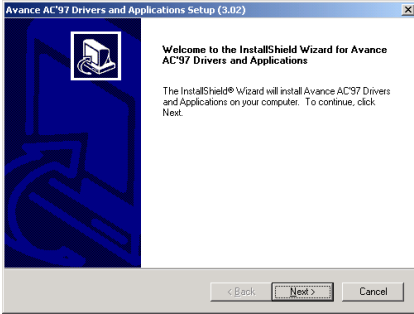 Avance AC'97 Drivers and Applications Setup (3.02)
Welcome to the InstallShield Wizard for Avance
AC'97 Drivers and Applications
The InstallShield® Wizard will install Avance AC'97 Drivers
and Applications on your computer. To continue, click
Next.
< Back
Next >
Cancel